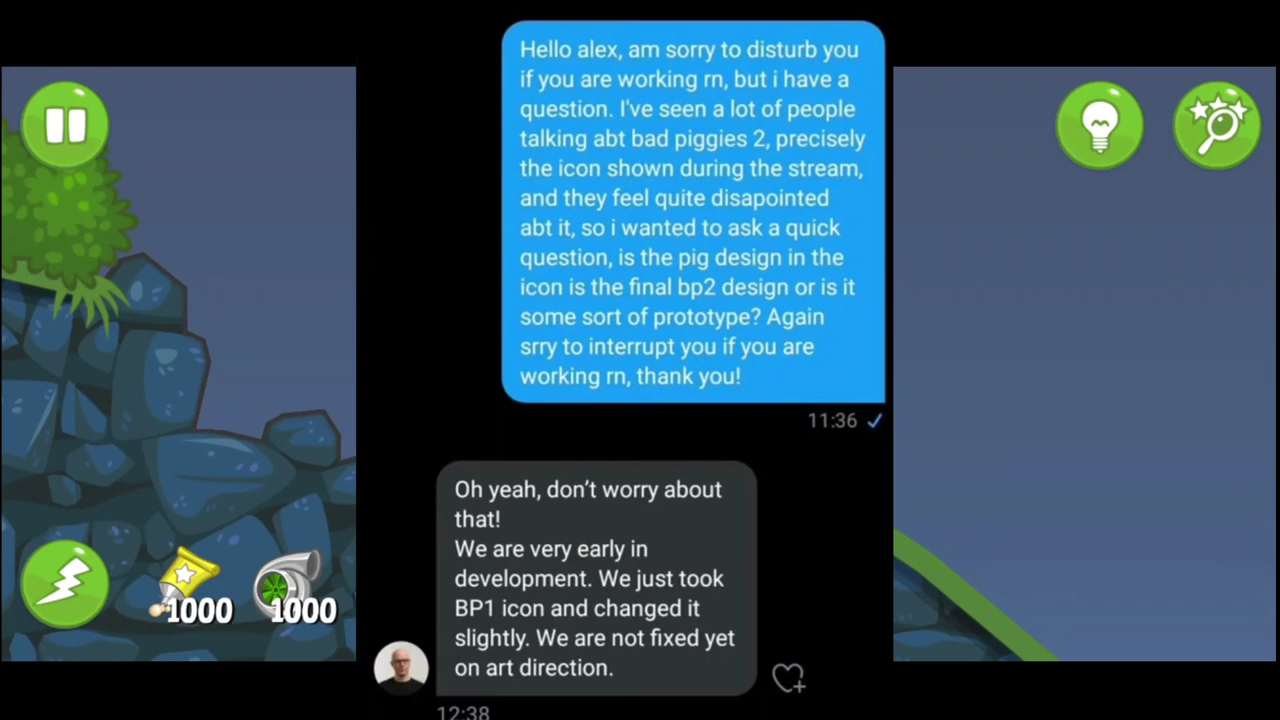 Hello alex, am sorry to disturb you
if you are working rn, but i have a
question. I've seen a lot of people
talking abt bad piggies 2, precisely
the icon shown during the stream,
and they feel quite disapointed
abt it, so i wanted to ask a quick
question, is the pig design in the
icon is the final bp2 design or is it
some sort of prototype? Again
srry to interrupt you if you are
working rn, thank you!
11:36
Oh yeah, don’t worry about
that!
We are very early in
development. We just took
BP1 icon and changed it
slightly. We are not fixed yet
on art direction.
12:38
1000
1000